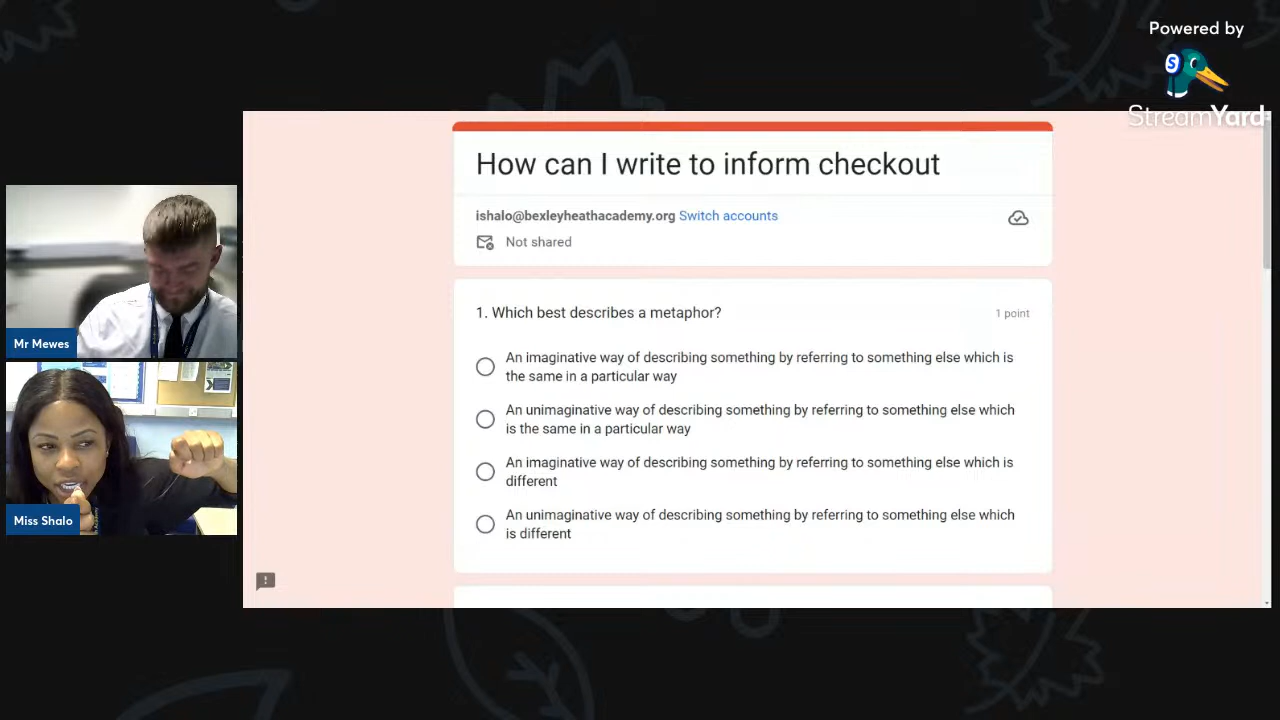 Powered by
StreamYard
How can I write to inform checkout
ishalo@bexleyheathacademy.org Switch accounts
Not shared
1. Which best describes a metaphor?
1 point
An imaginative way of describing something by referring to something else which is
the same in a particular way
An unimaginative way of describing something by referring to something else which
is the same in a particular way
An imaginative way of describing something by referring to something else which is
different
An unimaginative way of describing something by referring to something else which
is different
Mr Mewes
Miss Shalo